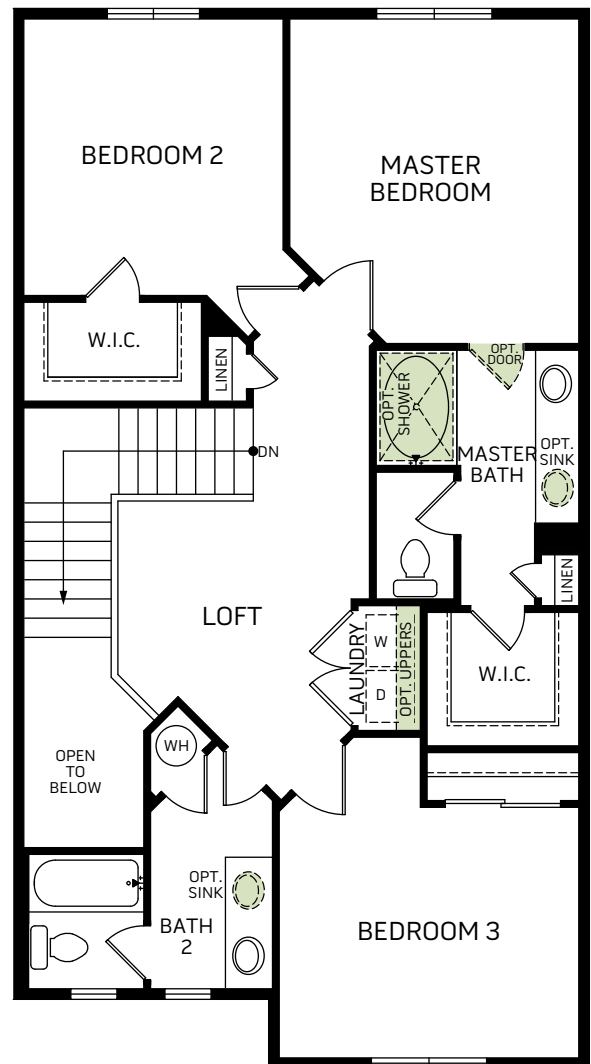 BEDROOM 2
MASTER
BEDROOM
W.I.C.
LINEN
OPT.
DOOR
OPT.
SHOWER
DN
MASTER
BATH
OPT.
SINK
LINEN
LOFT
LAUNDRY
W
D
OPT. UPPERS
W.I.C.
WH
OPEN
TO
BELOW
OPT.
SINK
BATH
2
BEDROOM 3